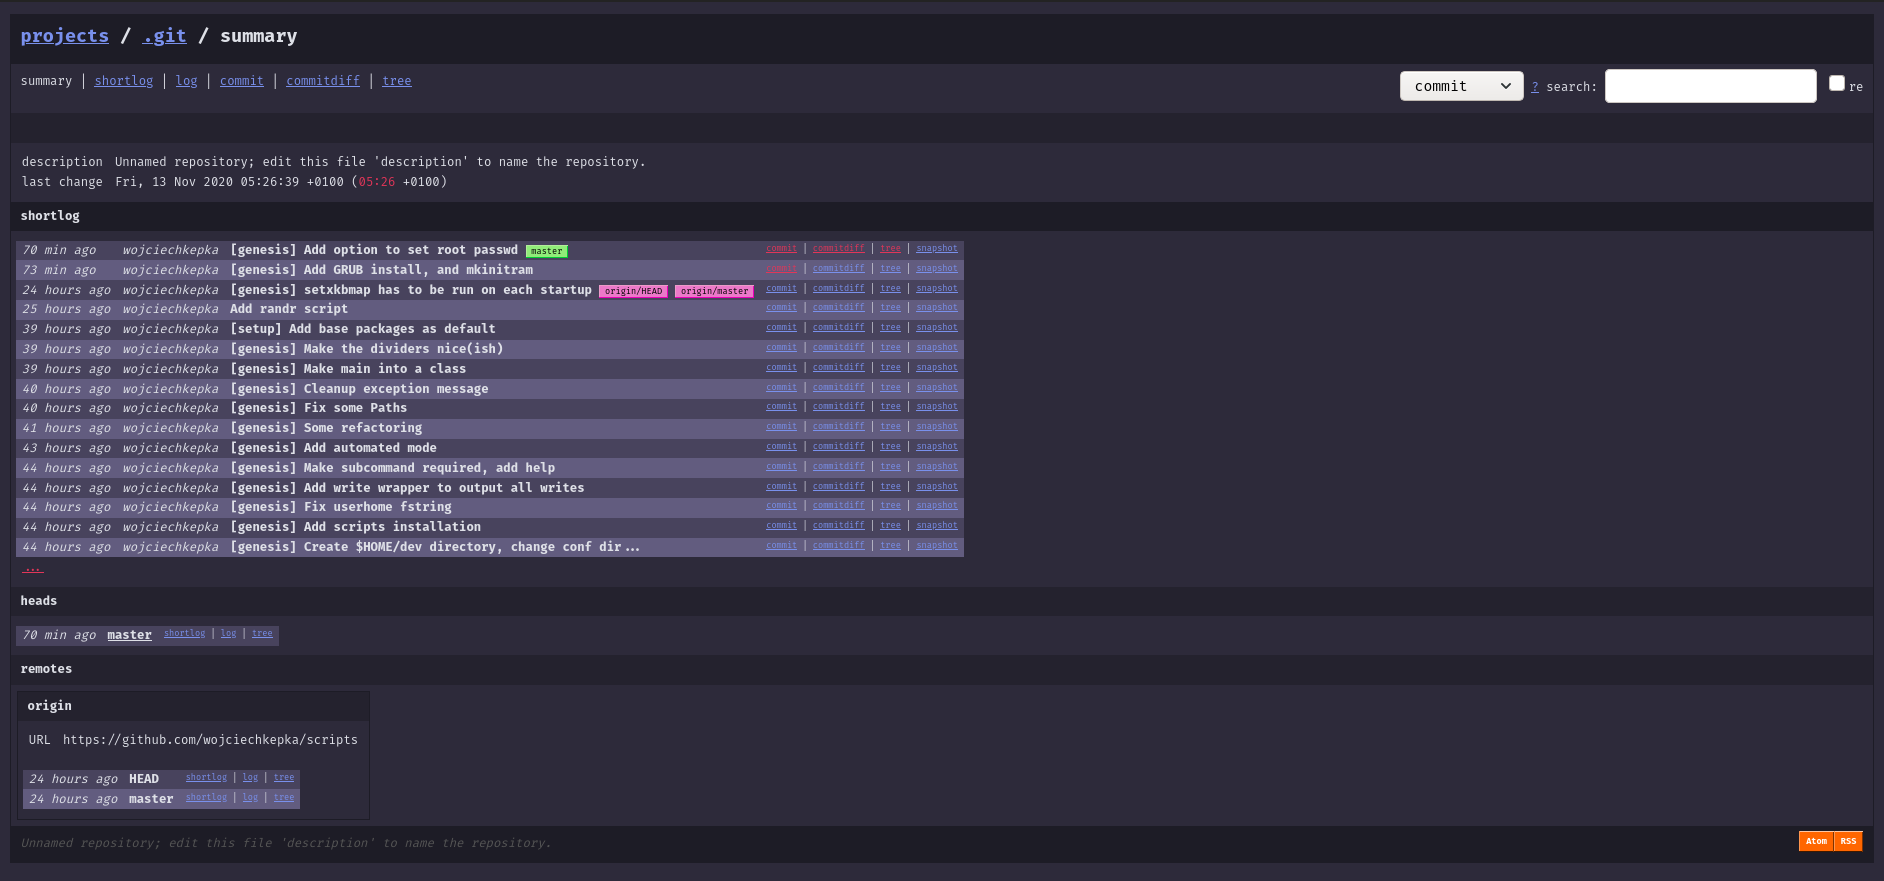 projects / .git / summary
summary | shortlog | log | commit | commitdiff | tree
commit ? search: re
description Unnamed repository; edit this file 'description' to name the repository.
last change Fri, 13 Nov 2020 05:26:39 +0100 (05:26 +0100)
shortlog
70 min ago wojciechkepka [genesis] Add option to set root passwd master commit | commitdiff | tree | snapshot
73 min ago wojciechkepka [genesis] Add GRUB install, and mkinitram commit | commitdiff | tree | snapshot
24 hours ago wojciechkepka [genesis] setxkbmap has to be run on each startup origin/HEAD origin/master commit | commitdiff | tree | snapshot
25 hours ago wojciechkepka Add randr script commit | commitdiff | tree | snapshot
39 hours ago wojciechkepka [setup] Add base packages as default commit | commitdiff | tree | snapshot
39 hours ago wojciechkepka [genesis] Make the dividers nice(ish) commit | commitdiff | tree | snapshot
39 hours ago wojciechkepka [genesis] Make main into a class commit | commitdiff | tree | snapshot
40 hours ago wojciechkepka [genesis] Cleanup exception message commit | commitdiff | tree | snapshot
40 hours ago wojciechkepka [genesis] Fix some Paths commit | commitdiff | tree | snapshot
41 hours ago wojciechkepka [genesis] Some refactoring commit | commitdiff | tree | snapshot
43 hours ago wojciechkepka [genesis] Add automated mode commit | commitdiff | tree | snapshot
44 hours ago wojciechkepka [genesis] Make subcommand required, add help commit | commitdiff | tree | snapshot
44 hours ago wojciechkepka [genesis] Add write wrapper to output all writes commit | commitdiff | tree | snapshot
44 hours ago wojciechkepka [genesis] Fix userhome fstring commit | commitdiff | tree | snapshot
44 hours ago wojciechkepka [genesis] Add scripts installation commit | commitdiff | tree | snapshot
44 hours ago wojciechkepka [genesis] Create $HOME/dev directory, change conf dir... commit | commitdiff | tree | snapshot
...
heads
70 min ago master shortlog | log | tree
remotes
origin
URL https://github.com/wojciechkepka/scripts
24 hours ago HEAD shortlog | log | tree
24 hours ago master shortlog | log | tree
Unnamed repository; edit this file 'description' to name the repository. Atom RSS